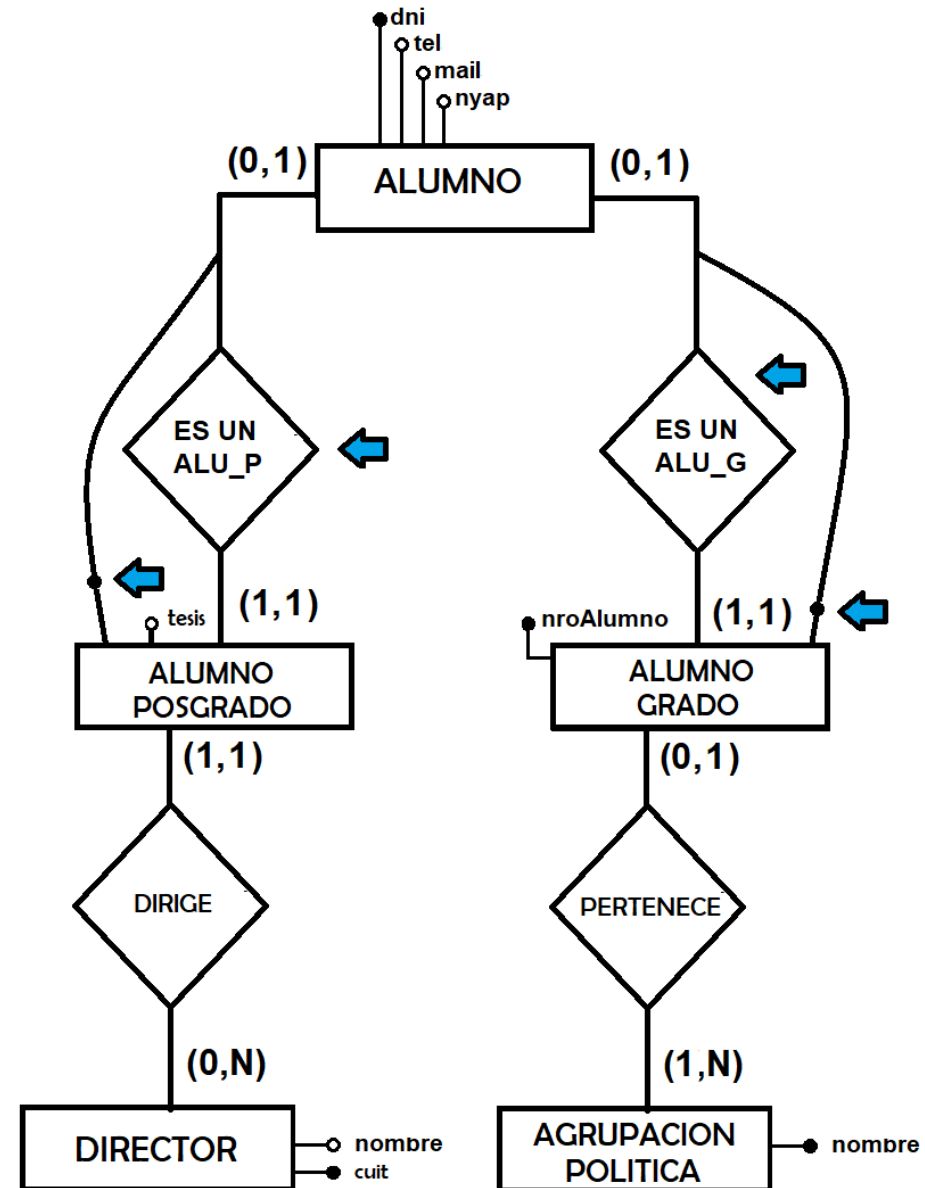 dni
tel
mail
nyap
(0,1)
ALUMNO
(0,1)
ES UN
ALU_P
ES UN
ALU_G
tesis
(1,1)
nroAlumno
(1,1)
ALUMNO
POSGRADO
ALUMNO
GRADO
(1,1)
(0,1)
DIRIGE
PERTENECE
(0,N)
(1,N)
DIRECTOR
nombre
cuit
AGRUPACION
POLITICA
nombre